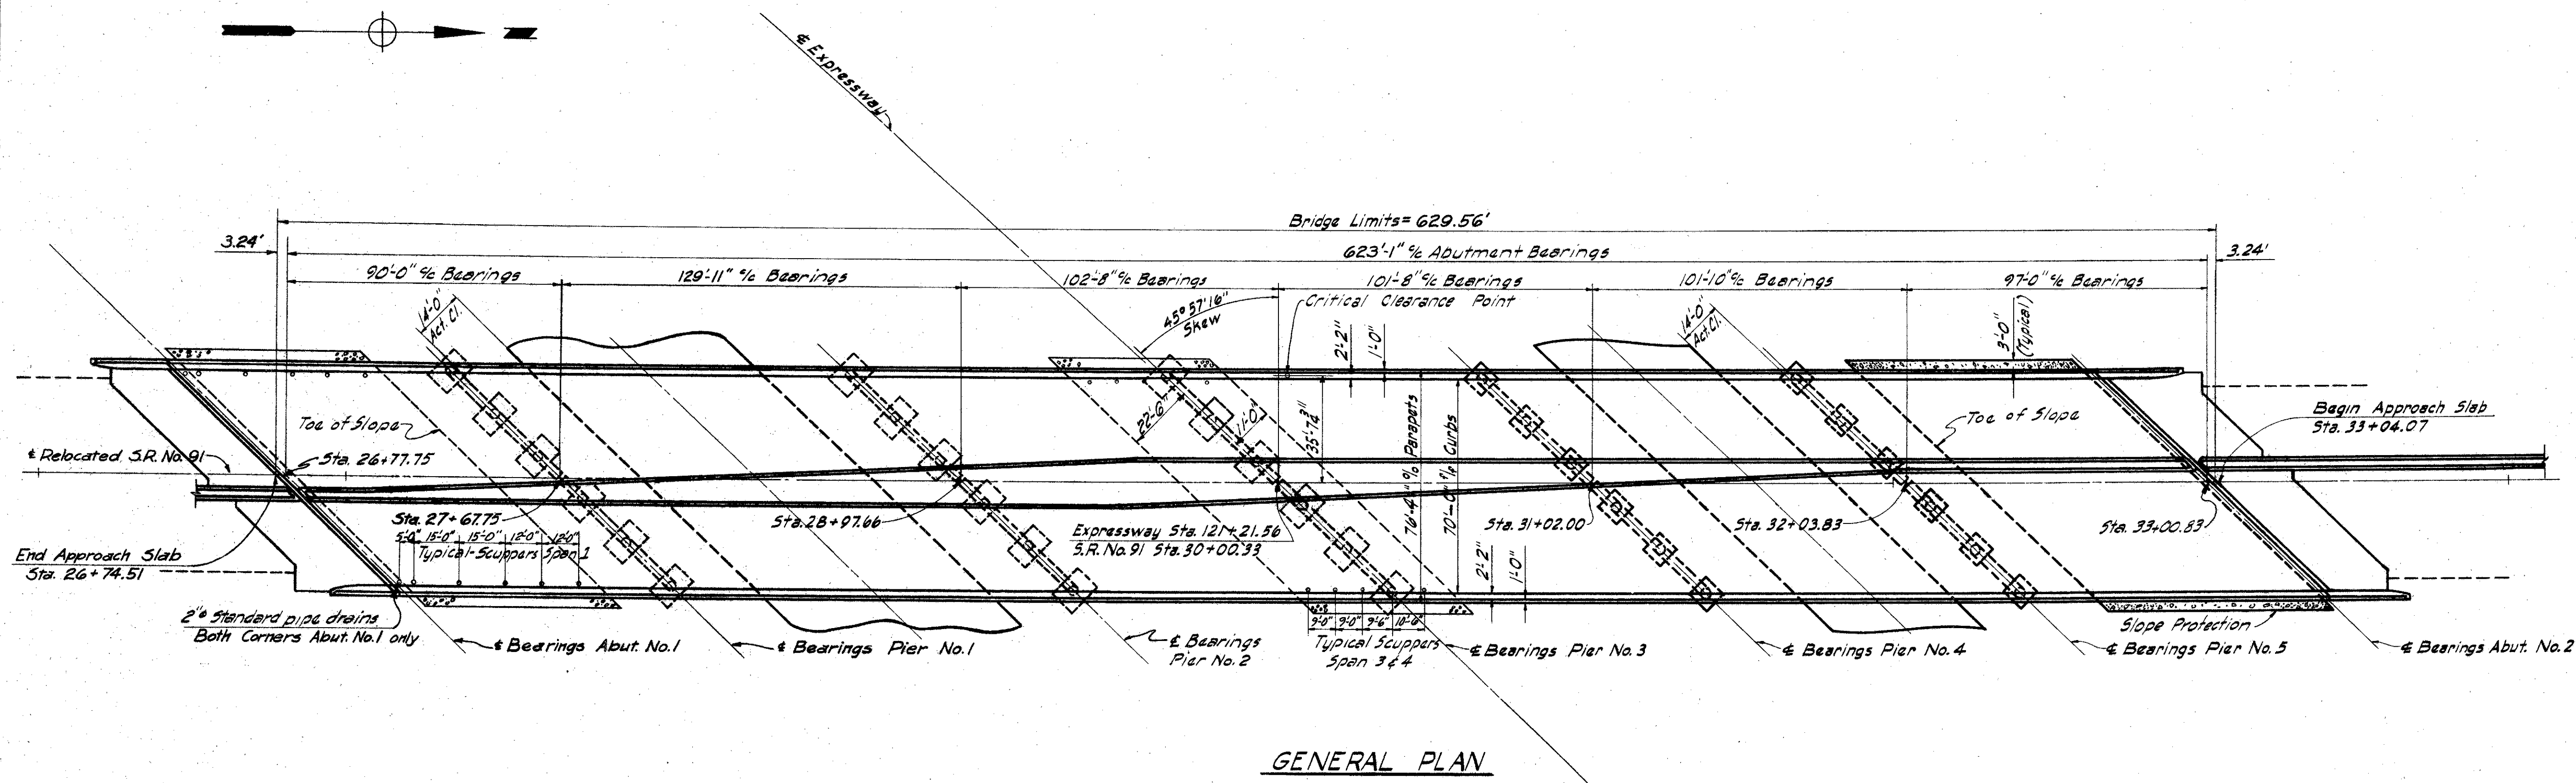 N
℄ Expressway
Bridge Limits = 629.56'
3.24'
623'-1" c/c Abutment Bearings
3.24'
90'-0" c/c Bearings
129'-11" c/c Bearings
102'-8" c/c Bearings
101'-8" c/c Bearings
101'-10" c/c Bearings
97'-0" c/c Bearings
14'-0"
Act. Cl.
45° 57' 16"
Skew
Critical Clearance Point
2'-2"
1'-0"
14'-0"
Act. Cl.
3'-0"
(Typical)
Toe of Slope
22'-6"
11'-0"
35'-7¾"
76'-4" o/o Parapets
70'-0" f/f Curbs
Toe of Slope
Begin Approach Slab
Sta. 33+04.07
℄ Relocated S.R. No. 91
Sta. 26+77.75
Sta. 27+67.75
Sta. 28+97.66
Expressway Sta. 121+21.56
S.R. No. 91 Sta. 30+00.33
Sta. 31+02.00
Sta. 32+03.83
Sta. 33+00.83
End Approach Slab
Sta. 26+74.51
5'-0" 15'-0" 15'-0" 12'-0" 12'-0"
Typical-Scuppers Span 1
2'-2"
1'-0"
2"ø Standard pipe drains
Both Corners Abut. No. 1 only
9'-0" 9'-0" 9'-6" 10'-6"
Typical Scuppers
Span 3 & 4
Slope Protection
℄ Bearings Abut. No. 1
℄ Bearings Pier No. 1
℄ Bearings
Pier No. 2
℄ Bearings Pier No. 3
℄ Bearings Pier No. 4
℄ Bearings Pier No. 5
℄ Bearings Abut. No. 2
GENERAL PLAN